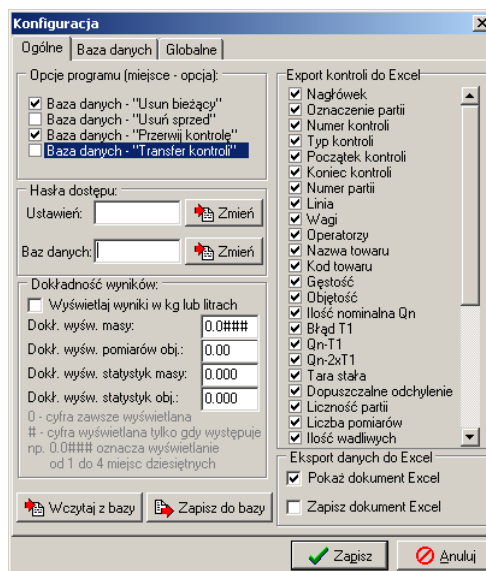 Konfiguracja
Ogólne Baza danych Globalne
Opcje programu (miejsce - opcja):
Baza danych - "Usun bieżący"
Baza danych - "Usuń sprzed"
Baza danych - "Przerwij kontrolę"
Baza danych - "Transfer kontroli"
Hasła dostępu:
Ustawień: Zmień
Baz danych: Zmień
Dokładność wyników:
Wyświetlaj wyniki w kg lub litrach
Dokł. wyśw. masy: 0.0###
Dokł. wyśw. pomiarów obj.: 0.00
Dokł. wyśw. statystyk masy: 0.000
Dokł. wyśw. statystyk obj.: 0.000
0 - cyfra zawsze wyświetlana
# - cyfra wyświetlana tylko gdy występuje
np. 0.0### oznacza wyświetlanie
od 1 do 4 miejsc dziesiętnych
Wczytaj z bazy Zapisz do bazy
Export kontroli do Excel
Nagłówek
Oznaczenie partii
Numer kontroli
Typ kontroli
Początek kontroli
Koniec kontroli
Numer partii
Linia
Wagi
Operatorzy
Nazwa towaru
Kod towaru
Gęstość
Objętość
Ilość nominalna Qn
Błąd T1
Qn-T1
Qn-2xT1
Tara stała
Dopuszczalne odchylenie
Liczność partii
Liczba pomiarów
Ilość wadliwych
Eksport danych do Excel
Pokaż dokument Excel
Zapisz dokument Excel
Zapisz Anuluj